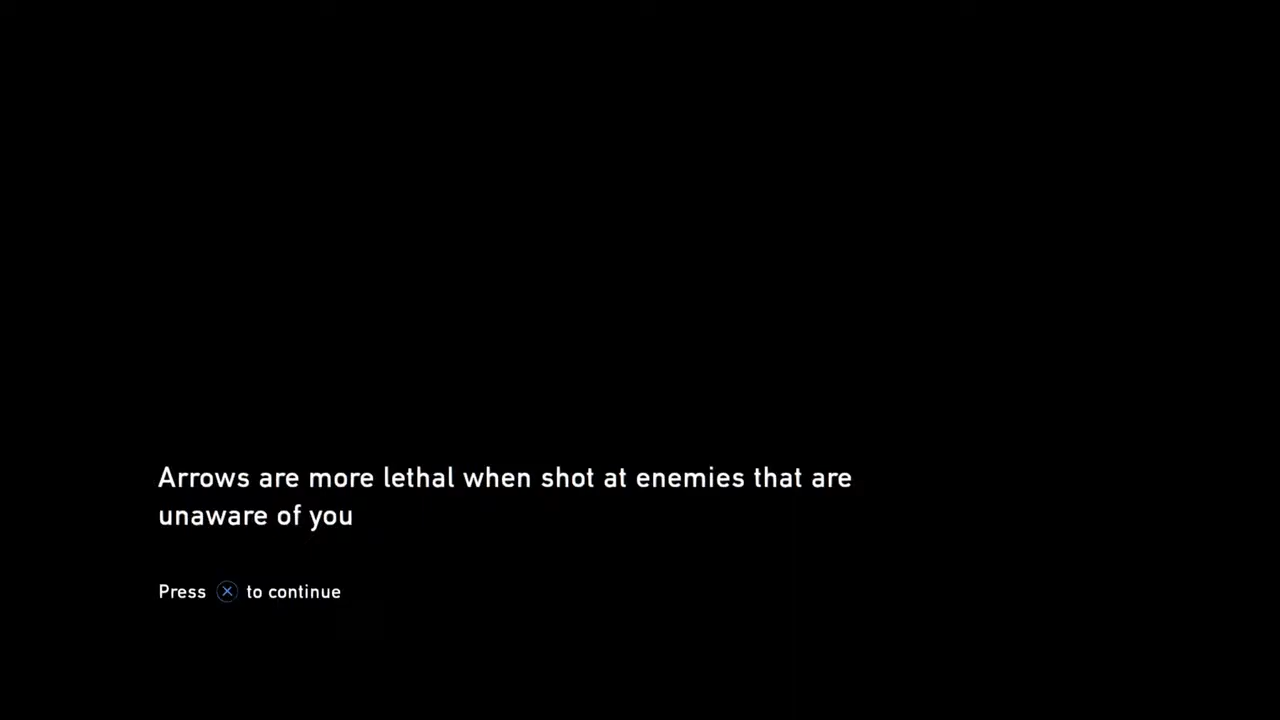 Arrows are more lethal when shot at enemies that are
unaware of you
Press ⓧ to continue